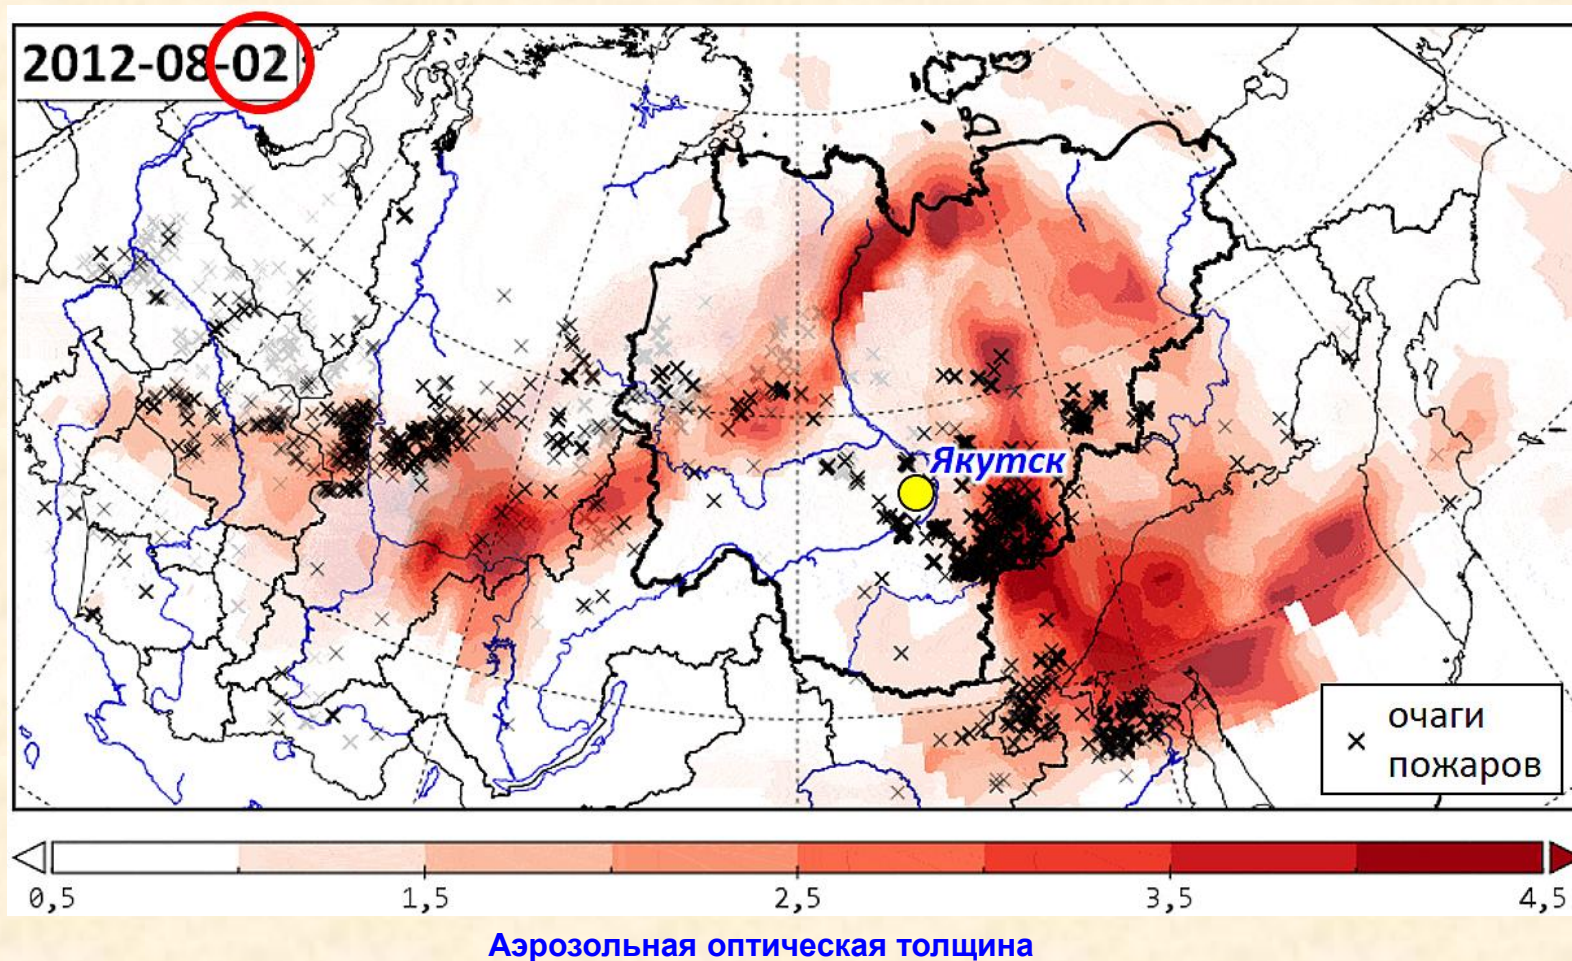 2012-08-02
Якутск
× очаги
пожаров
0,5 1,5 2,5 3,5 4,5
Аэрозольная оптическая толщина